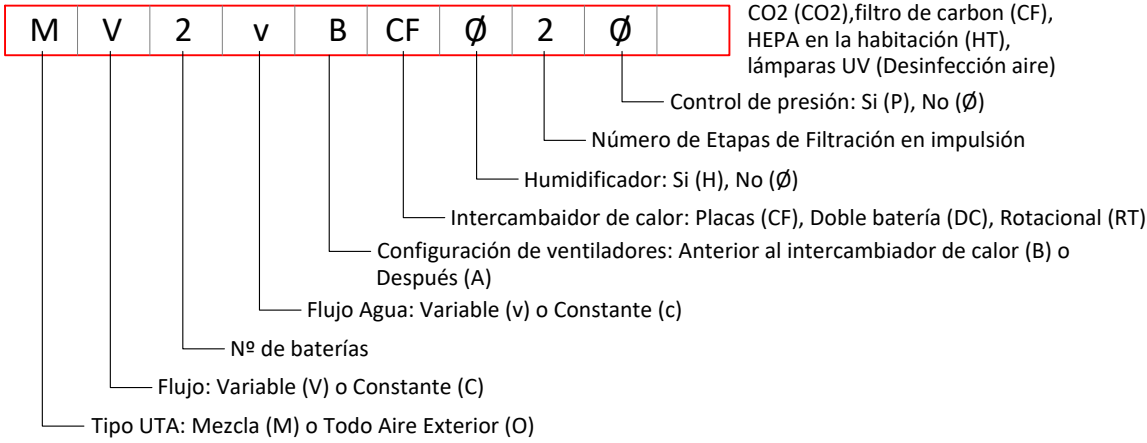 M V 2 v B CF Ø 2 Ø
CO2 (CO2),filtro de carbon (CF),
HEPA en la habitación (HT),
lámparas UV (Desinfección aire)
Control de presión: Si (P), No (Ø)
Número de Etapas de Filtración en impulsión
Humidificador: Si (H), No (Ø)
Intercambaidor de calor: Placas (CF), Doble batería (DC), Rotacional (RT)
Configuración de ventiladores: Anterior al intercambiador de calor (B) o
Después (A)
Flujo Agua: Variable (v) o Constante (c)
Nº de baterías
Flujo: Variable (V) o Constante (C)
Tipo UTA: Mezcla (M) o Todo Aire Exterior (O)